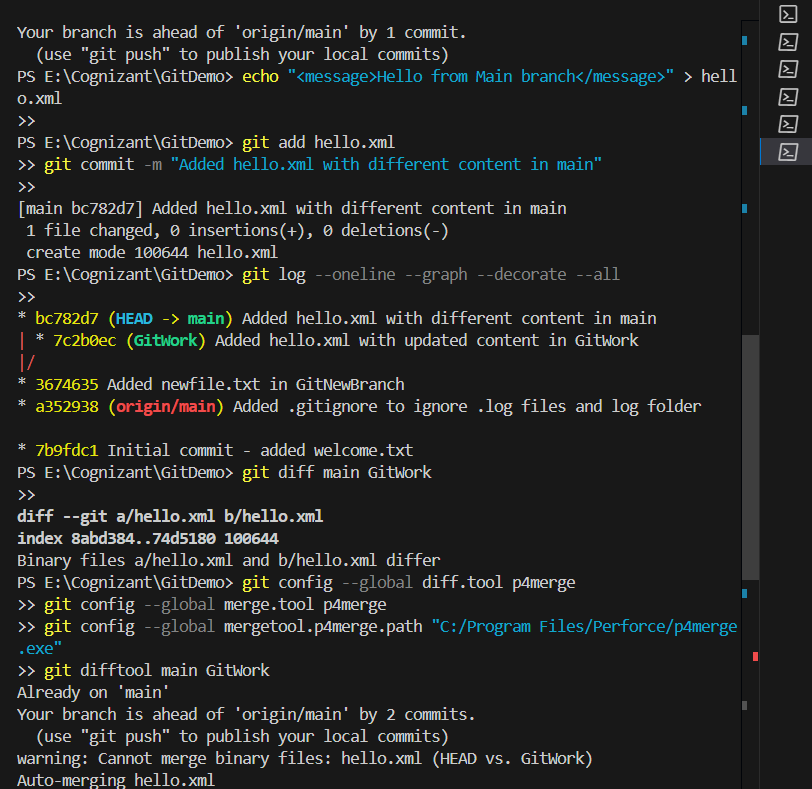 Your branch is ahead of 'origin/main' by 1 commit.
  (use "git push" to publish your local commits)
PS E:\Cognizant\GitDemo> echo "<message>Hello from Main branch</message>" > hell
o.xml
>>
PS E:\Cognizant\GitDemo> git add hello.xml
>> git commit -m "Added hello.xml with different content in main"
>>
[main bc782d7] Added hello.xml with different content in main
 1 file changed, 0 insertions(+), 0 deletions(-)
 create mode 100644 hello.xml
PS E:\Cognizant\GitDemo> git log --oneline --graph --decorate --all
>>
* bc782d7 (HEAD -> main) Added hello.xml with different content in main
| * 7c2b0ec (GitWork) Added hello.xml with updated content in GitWork
|/
* 3674635 Added newfile.txt in GitNewBranch
* a352938 (origin/main) Added .gitignore to ignore .log files and log folder
* 7b9fdc1 Initial commit - added welcome.txt
PS E:\Cognizant\GitDemo> git diff main GitWork
>>
diff --git a/hello.xml b/hello.xml
index 8abd384..74d5180 100644
Binary files a/hello.xml and b/hello.xml differ
PS E:\Cognizant\GitDemo> git config --global diff.tool p4merge
>> git config --global merge.tool p4merge
>> git config --global mergetool.p4merge.path "C:/Program Files/Perforce/p4merge
.exe"
>> git difftool main GitWork
Already on 'main'
Your branch is ahead of 'origin/main' by 2 commits.
  (use "git push" to publish your local commits)
warning: Cannot merge binary files: hello.xml (HEAD vs. GitWork)
Auto-merging hello.xml